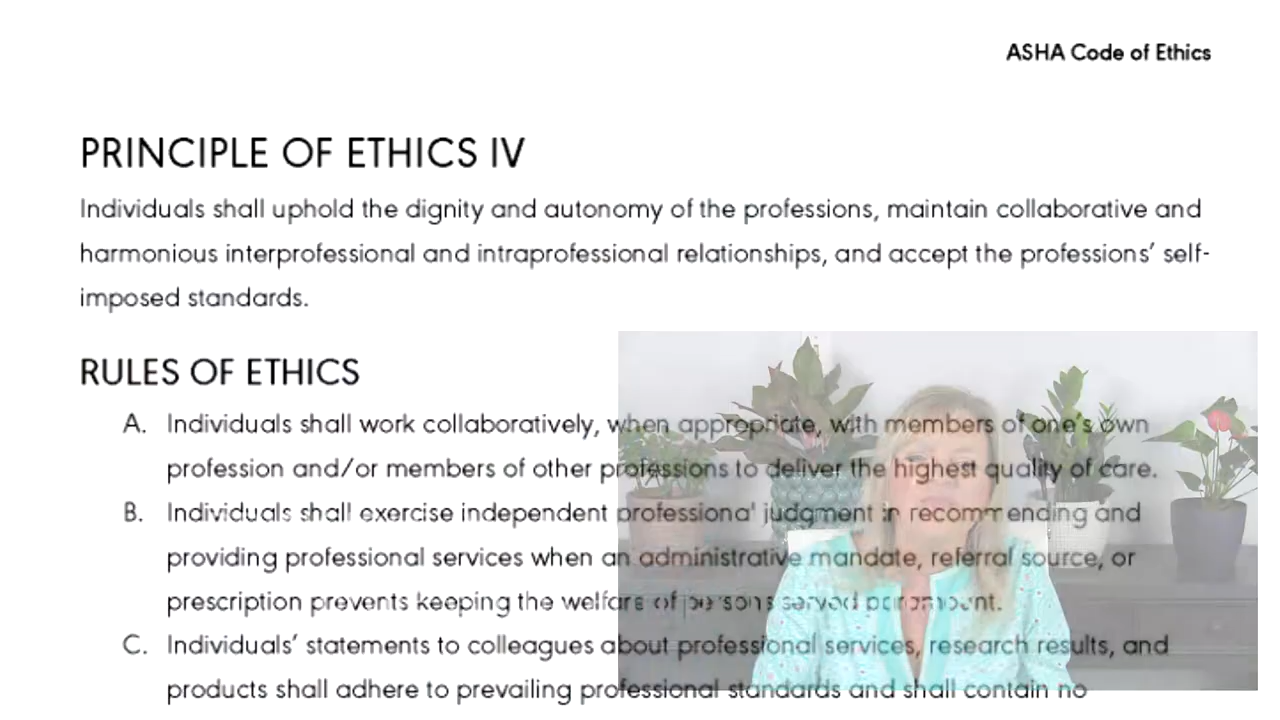 ASHA Code of Ethics
PRINCIPLE OF ETHICS IV
Individuals shall uphold the dignity and autonomy of the professions, maintain collaborative and
harmonious interprofessional and intraprofessional relationships, and accept the professions' self-
imposed standards.
RULES OF ETHICS
A. Individuals shall work collaboratively, when appropriate, with members of one's own
profession and/or members of other professions to deliver the highest quality of care.
B. Individuals shall exercise independent professional judgment in recommending and
providing professional services when an administrative mandate, referral source, or
prescription prevents keeping the welfare of persons served paramount.
C. Individuals' statements to colleagues about professional services, research results, and
products shall adhere to prevailing professional standards and shall contain no